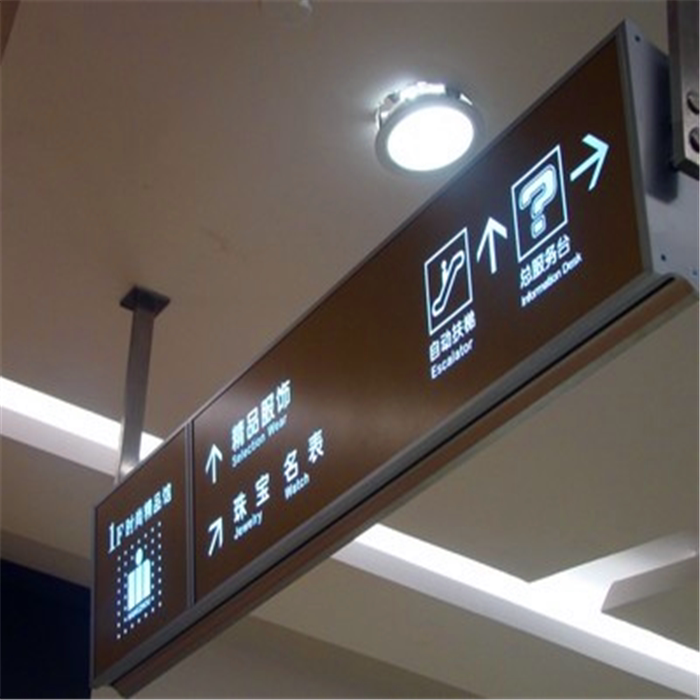 1F时尚精品馆
精品服饰
Selection Wear
珠宝 名表
Jewelry Watch
自动扶梯
Escalator
?
总服务台
Information Desk